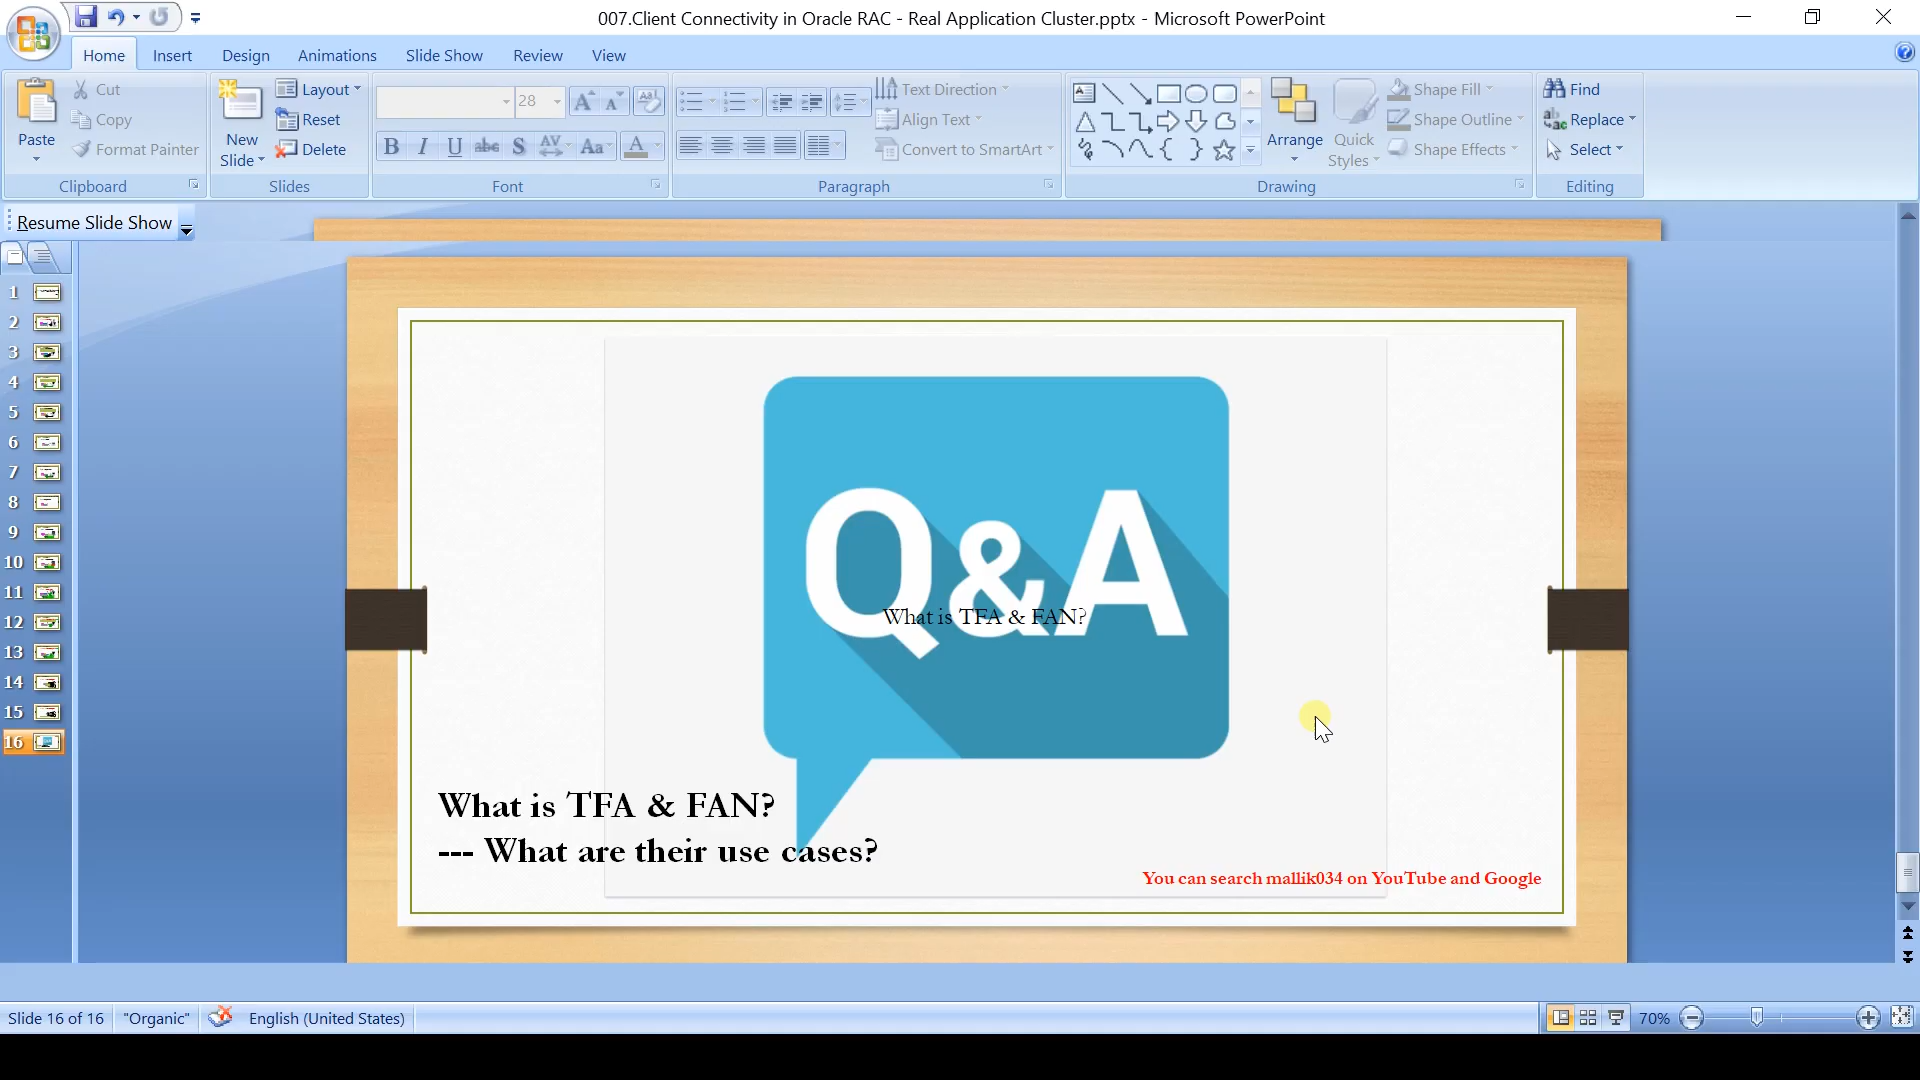 007.Client Connectivity in Oracle RAC - Real Application Cluster.pptx - Microsoft PowerPoint
Home Insert Design Animations Slide Show Review View
Paste
Cut
Copy
Format Painter
Clipboard
New Slide
Layout
Reset
Delete
Slides
28
B I U abc S AV Aa A
Font
Text Direction
Align Text
Convert to SmartArt
Paragraph
Arrange
Quick Styles
Shape Fill
Shape Outline
Shape Effects
Drawing
Find
Replace
Select
Editing
Resume Slide Show
1
2
3
4
5
6
7
8
9
10
11
12
13
14
15
16
Q&A
What is TFA & FAN?
What is TFA & FAN?
--- What are their use cases?
You can search mallik034 on YouTube and Google
Slide 16 of 16 "Organic" English (United States) 70%